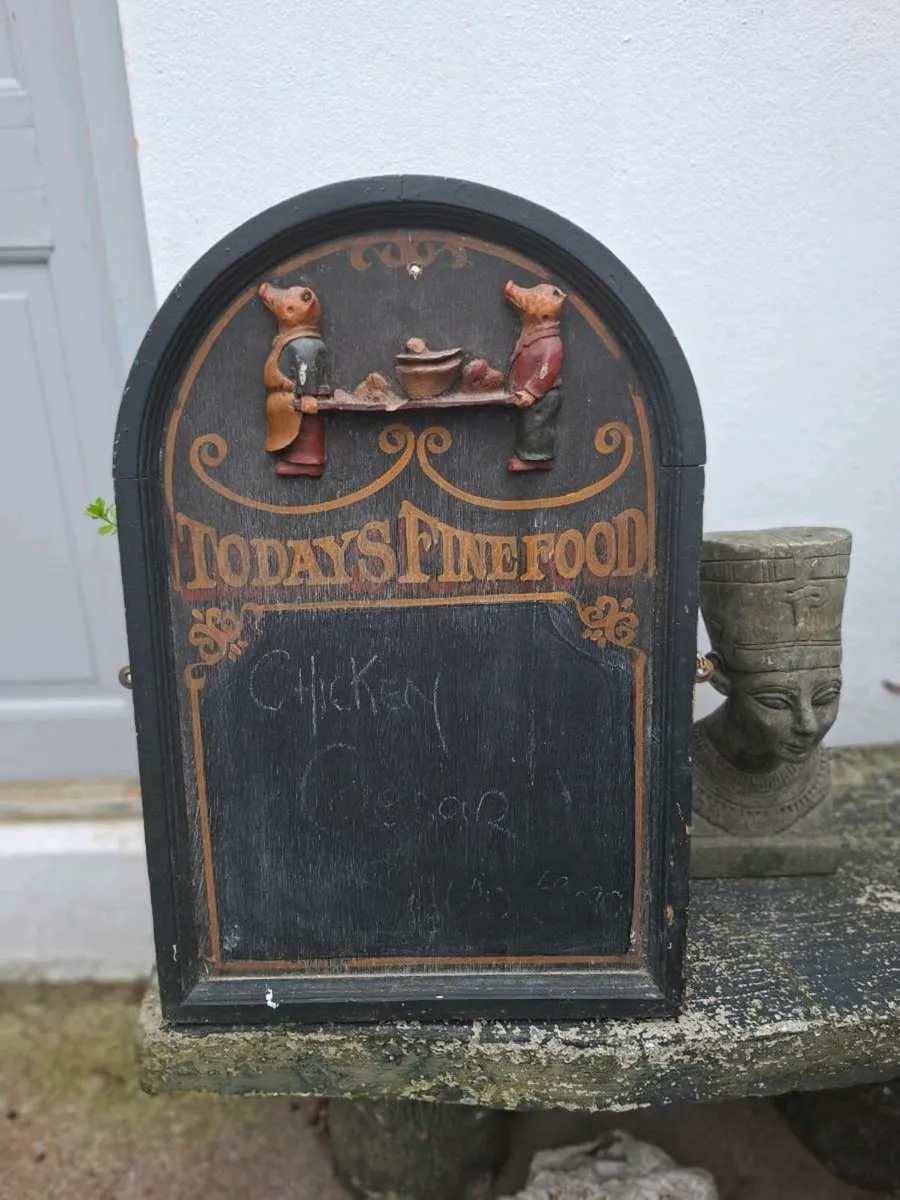 TODAYS FINE FOOD
CHICKEN
Caesar